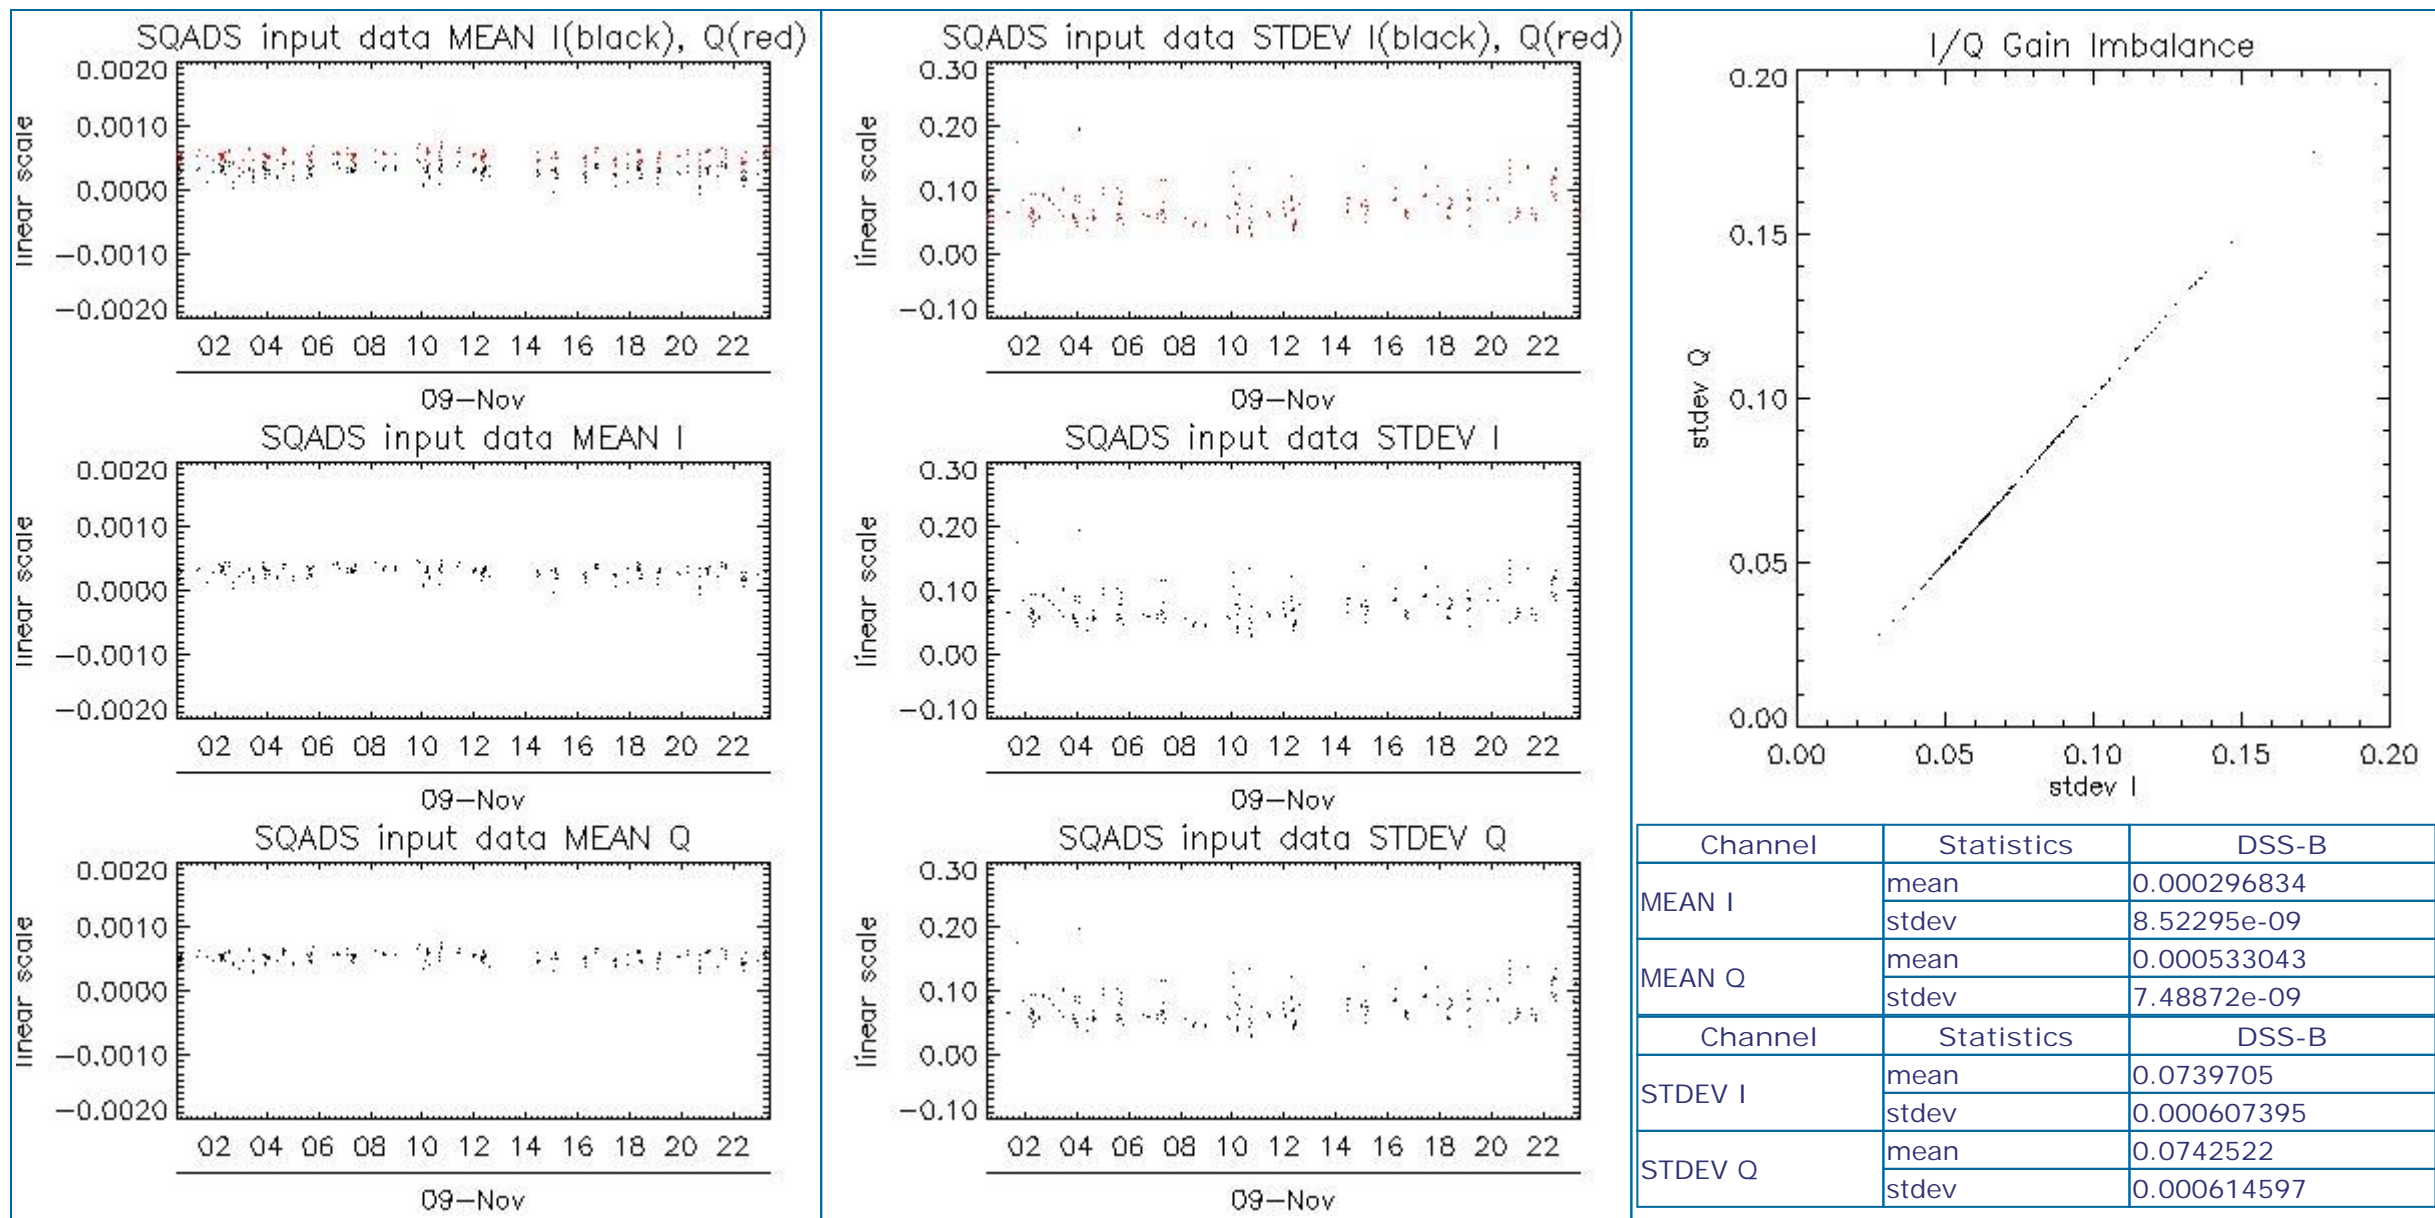 SQADS input data MEAN I(black), Q(red)
linear scale
0.0020
0.0010
0.0000
−0.0010
−0.0020
02 04 06 08 10 12 14 16 18 20 22
09−Nov
SQADS input data MEAN I
linear scale
0.0020
0.0010
0.0000
−0.0010
−0.0020
02 04 06 08 10 12 14 16 18 20 22
09−Nov
SQADS input data MEAN Q
linear scale
0.0020
0.0010
0.0000
−0.0010
−0.0020
02 04 06 08 10 12 14 16 18 20 22
09−Nov
SQADS input data STDEV I(black), Q(red)
linear scale
0.30
0.20
0.10
0.00
−0.10
02 04 06 08 10 12 14 16 18 20 22
09−Nov
SQADS input data STDEV I
linear scale
0.30
0.20
0.10
0.00
−0.10
02 04 06 08 10 12 14 16 18 20 22
09−Nov
SQADS input data STDEV Q
linear scale
0.30
0.20
0.10
0.00
−0.10
02 04 06 08 10 12 14 16 18 20 22
09−Nov
I/Q Gain Imbalance
stdev Q
0.20
0.15
0.10
0.05
0.00
0.00 0.05 0.10 0.15 0.20
stdev I
Channel Statistics DSS-B
MEAN I mean 0.000296834
stdev 8.52295e-09
MEAN Q mean 0.000533043
stdev 7.48872e-09
Channel Statistics DSS-B
STDEV I mean 0.0739705
stdev 0.000607395
STDEV Q mean 0.0742522
stdev 0.000614597